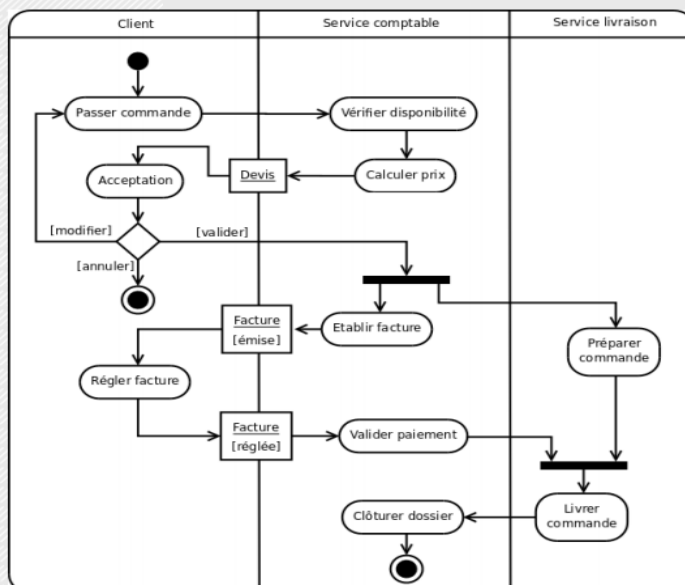 Client
Service comptable
Service livraison
Passer commande
Vérifier disponibilité
Acceptation
Devis
Calculer prix
[modifier]
[valider]
[annuler]
Facture
[émise]
Etablir facture
Préparer
commande
Régler facture
Facture
[réglée]
Valider paiement
Clôturer dossier
Livrer
commande